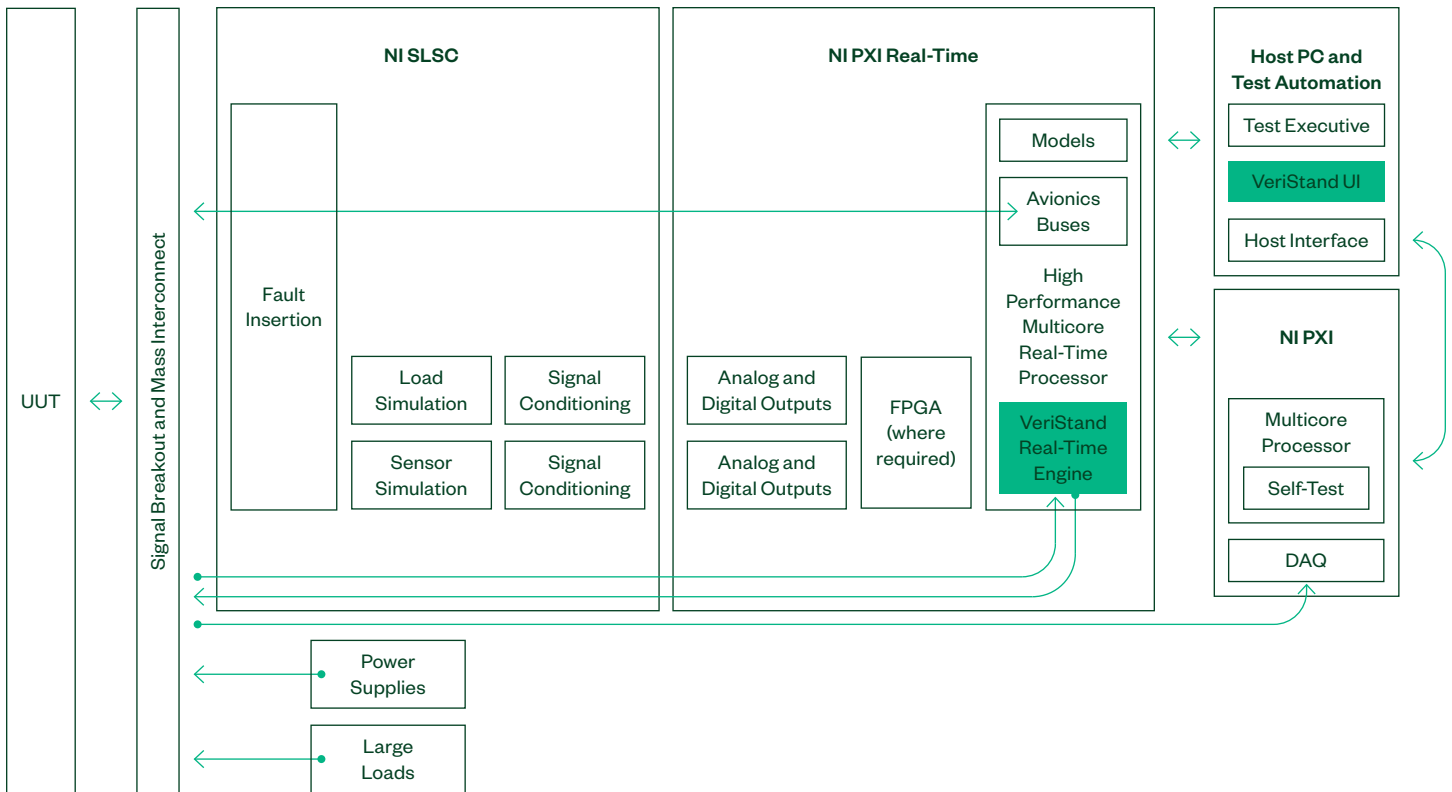 UUT
Signal Breakout and Mass Interconnect
NI SLSC
Fault
Insertion
Load
Simulation
Signal
Conditioning
Sensor
Simulation
Signal
Conditioning
NI PXI Real-Time
Analog and
Digital Outputs
Analog and
Digital Outputs
FPGA
(where
required)
Models
Avionics
Buses
High
Performance
Multicore
Real-Time
Processor
VeriStand
Real-Time
Engine
Host PC and
Test Automation
Test Executive
VeriStand UI
Host Interface
NI PXI
Multicore
Processor
Self-Test
DAQ
Power
Supplies
Large
Loads